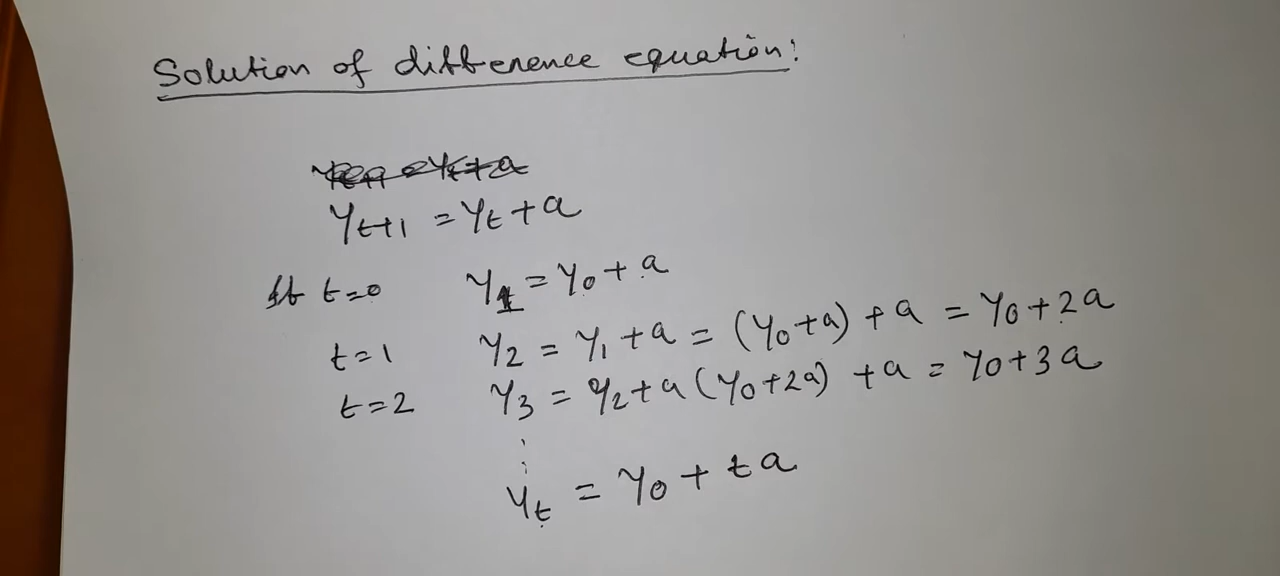 Solution of difference equation:
Yt+1 = Yt + a
If t=0 Y1 = Y0 + a
t=1 Y2 = Y1 + a = (Y0+a) + a = Y0+2a
t=2 Y3 = Y2+a (Y0+2a) + a = Y0+3a
⋮
Yt = Y0 + ta